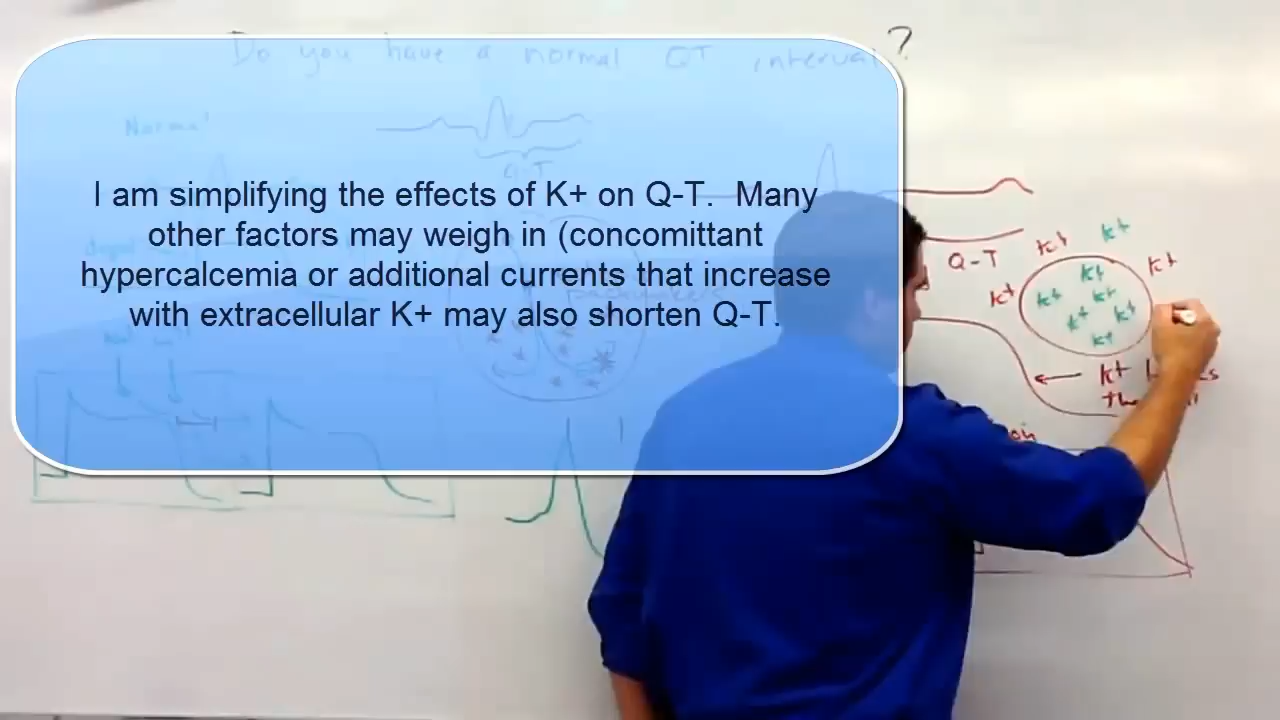 Do you have a normal QT interval?
Normal
Q-T
I am simplifying the effects of K+ on Q-T. Many
other factors may weigh in (concomittant
hypercalcemia or additional currents that increase
with extracellular K+ may also shorten Q-T.
Q-T
K+
K+
K+
K+
K+
K+
K+
K+
K+
K+
K+